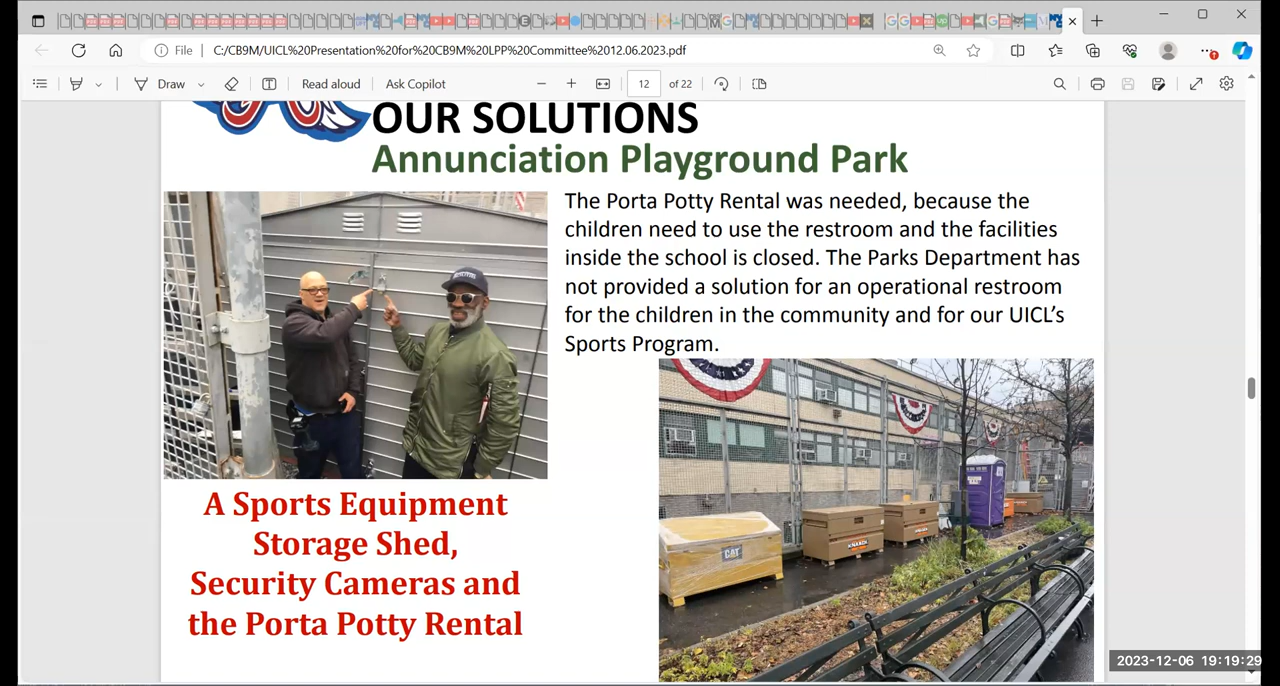 File
C:/CB9M/UICL%20Presentation%20for%20CB9M%20LPP%20Committee%2012.06.2023.pdf
Draw
Read aloud
Ask Copilot
12
of 22
OUR SOLUTIONS
Annunciation Playground Park
The Porta Potty Rental was needed, because the
children need to use the restroom and the facilities
inside the school is closed. The Parks Department has
not provided a solution for an operational restroom
for the children in the community and for our UICL’s
Sports Program.
A Sports Equipment
Storage Shed,
Security Cameras and
the Porta Potty Rental
CAT
KNAACK
2023-12-06 19:19:29